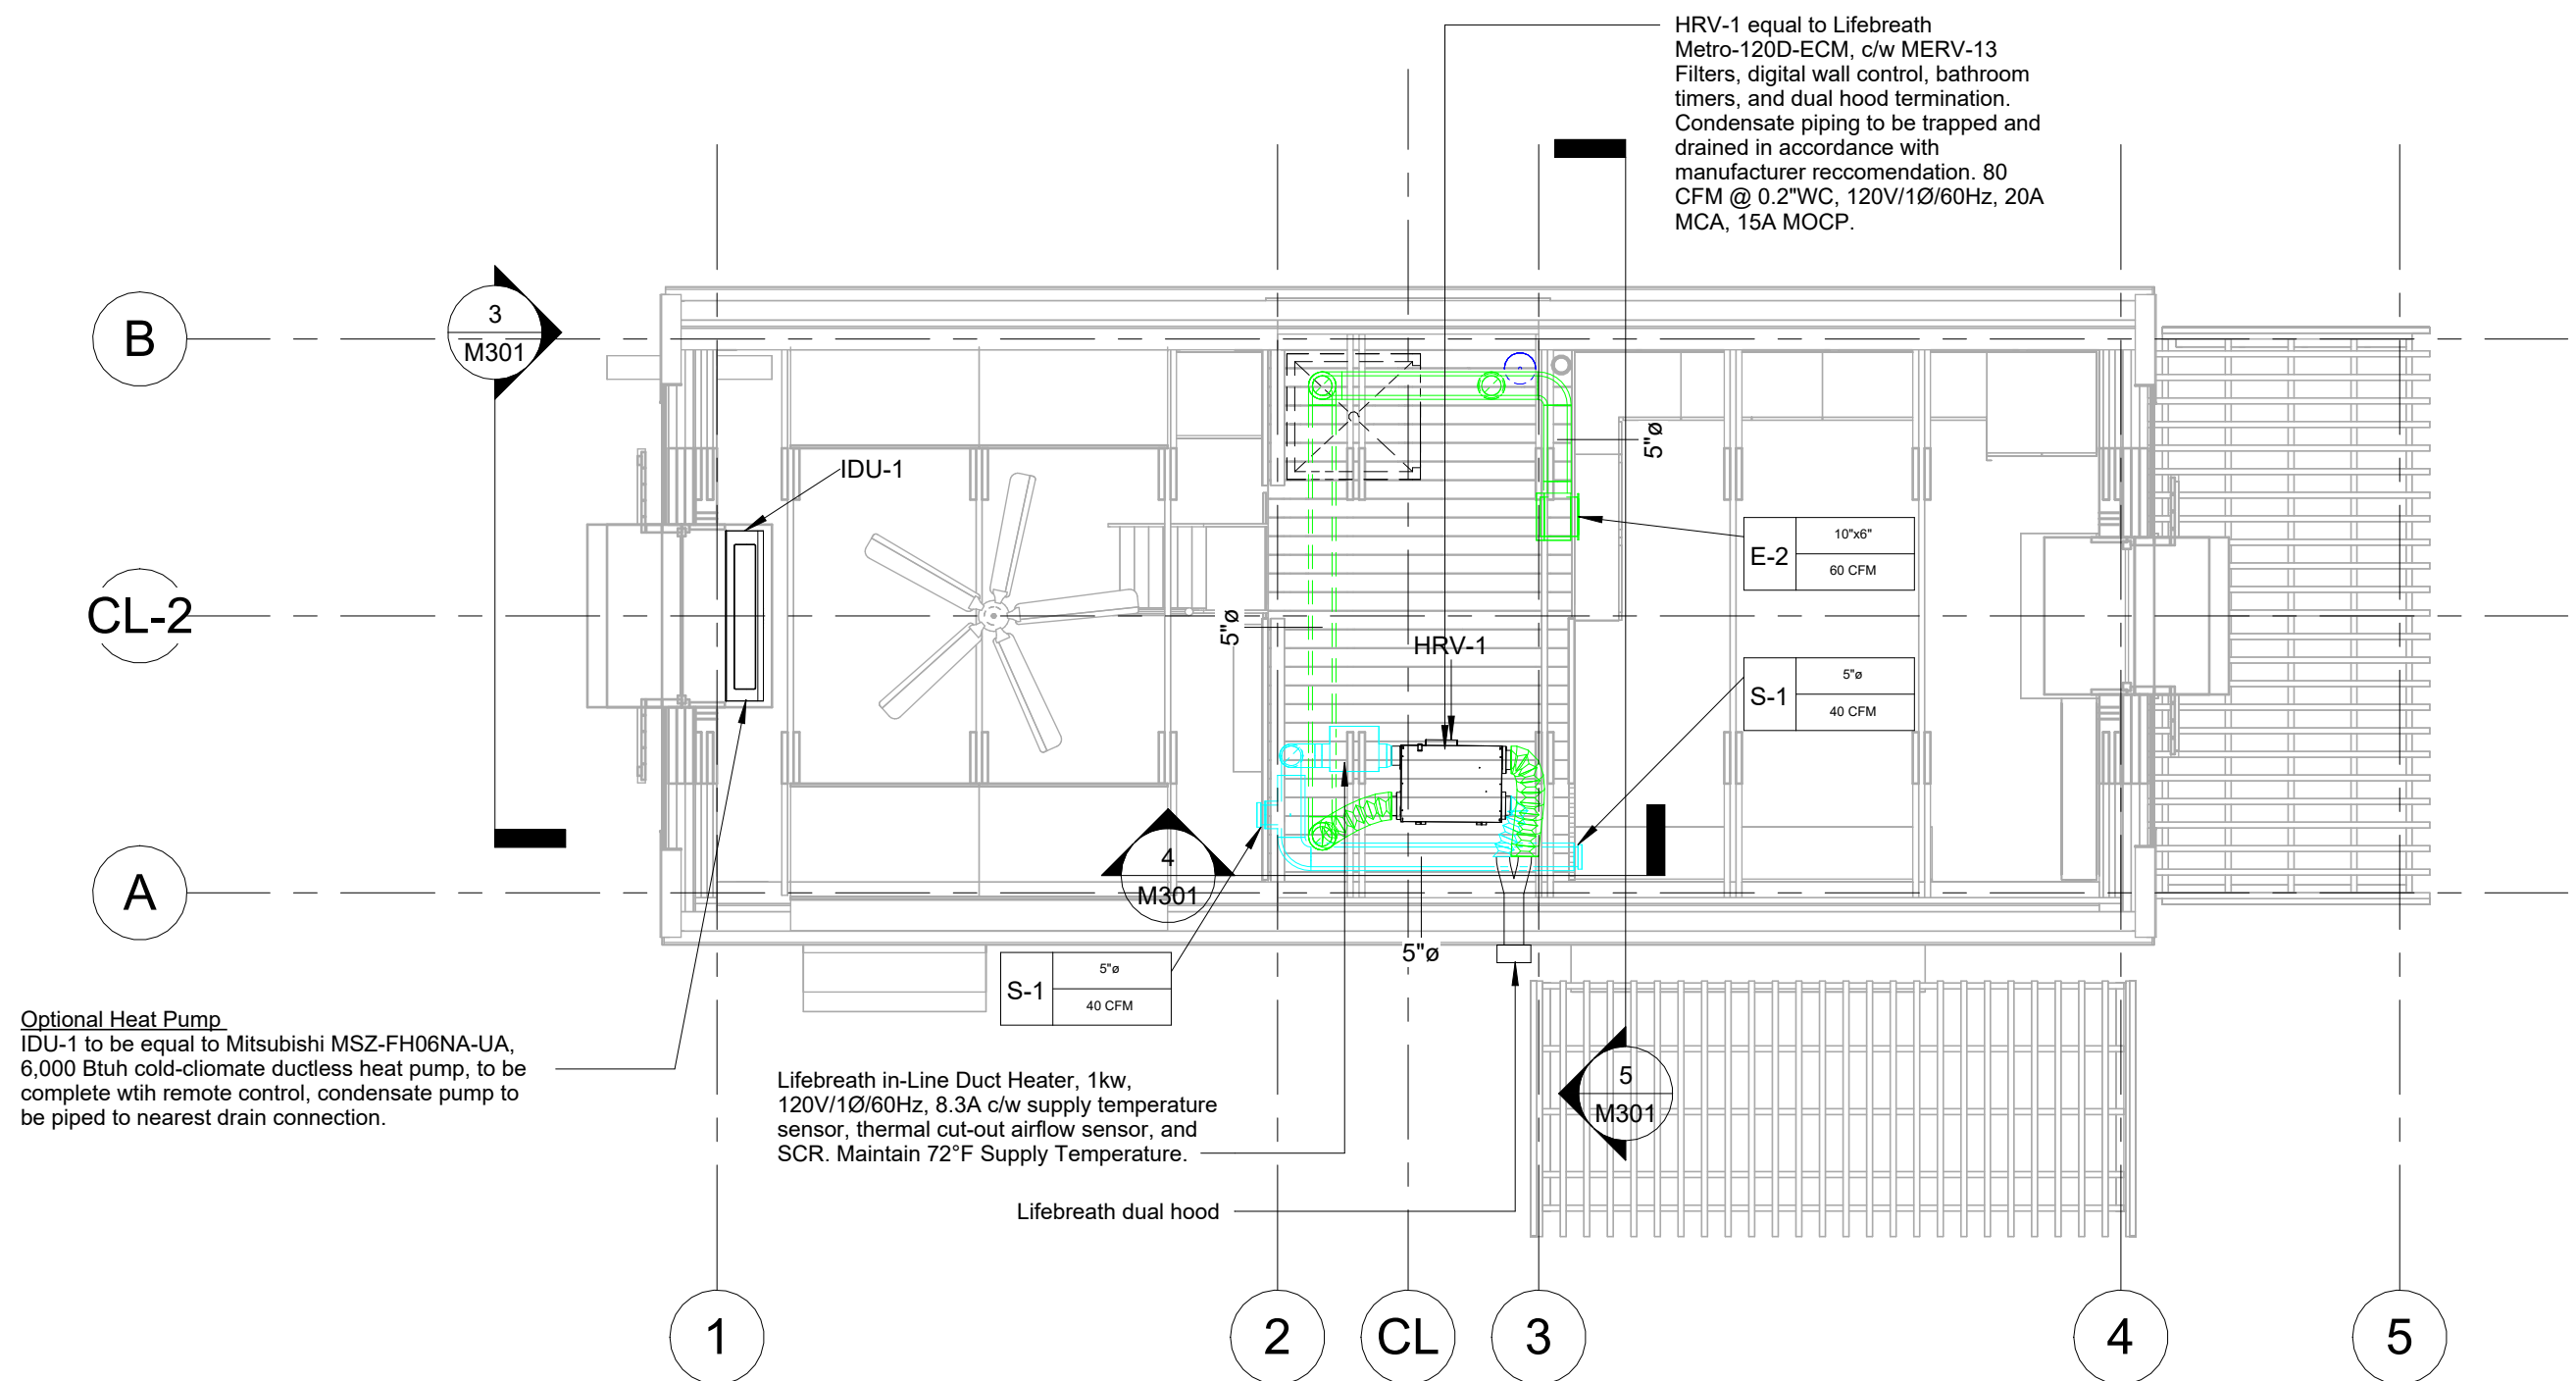 HRV-1 equal to Lifebreath
Metro-120D-ECM, c/w MERV-13
Filters, digital wall control, bathroom
timers, and dual hood termination.
Condensate piping to be trapped and
drained in accordance with
manufacturer reccomendation. 80
CFM @ 0.2"WC, 120V/1Ø/60Hz, 20A
MCA, 15A MOCP.
B
3
M301
IDU-1
5"ø
E-2
10"x6"
60 CFM
CL-2
5"ø
HRV-1
S-1
5"ø
40 CFM
A
4
M301
5"ø
S-1
5"ø
40 CFM
Optional Heat Pump
IDU-1 to be equal to Mitsubishi MSZ-FH06NA-UA,
6,000 Btuh cold-cliomate ductless heat pump, to be
complete wtih remote control, condensate pump to
be piped to nearest drain connection.
Lifebreath in-Line Duct Heater, 1kw,
120V/1Ø/60Hz, 8.3A c/w supply temperature
sensor, thermal cut-out airflow sensor, and
SCR. Maintain 72°F Supply Temperature.
5
M301
Lifebreath dual hood
1
2
CL
3
4
5